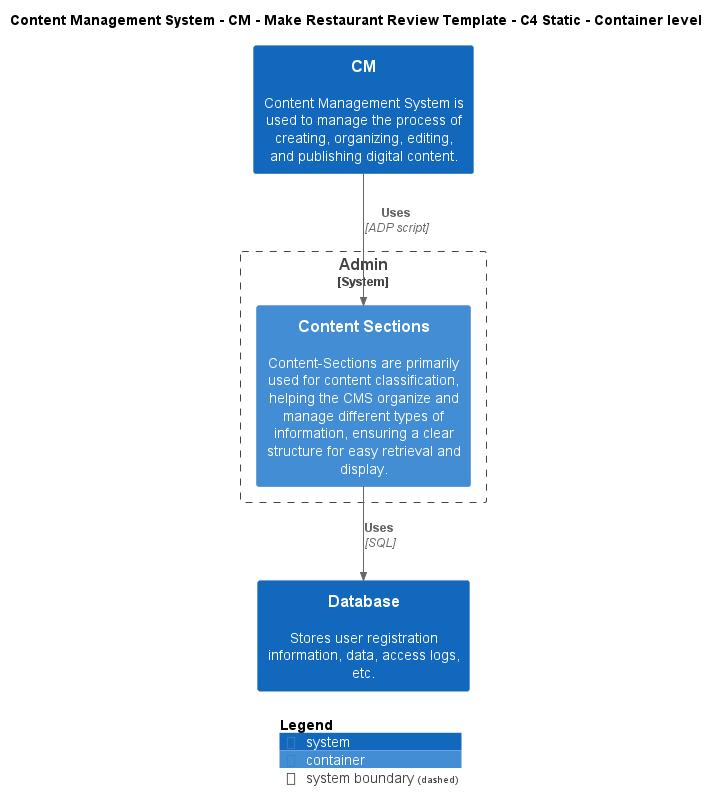 Content Management System - CM - Make Restaurant Review Template - C4 Static - Container level
CM
Content Management System is
used to manage the process of
creating, organizing, editing,
and publishing digital content.
Uses
[ADP script]
Admin
[System]
Content Sections
Content-Sections are primarily
used for content classification,
helping the CMS organize and
manage different types of
information, ensuring a clear
structure for easy retrieval and
display.
Uses
[SQL]
Database
Stores user registration
information, data, access logs,
etc.
Legend
system
container
system boundary (dashed)